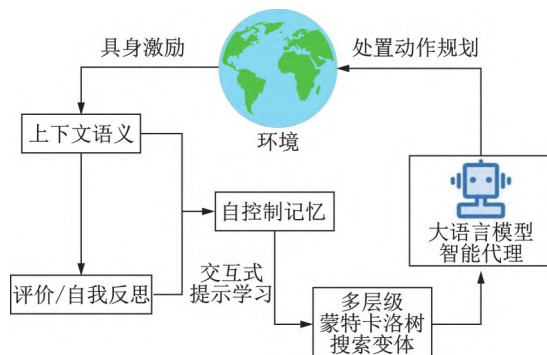 具身激励
处置动作规划
环境
上下文语义
自控制记忆
大语言模型
智能代理
评价/自我反思
交互式
提示学习
多层级
蒙特卡洛树
搜索变体